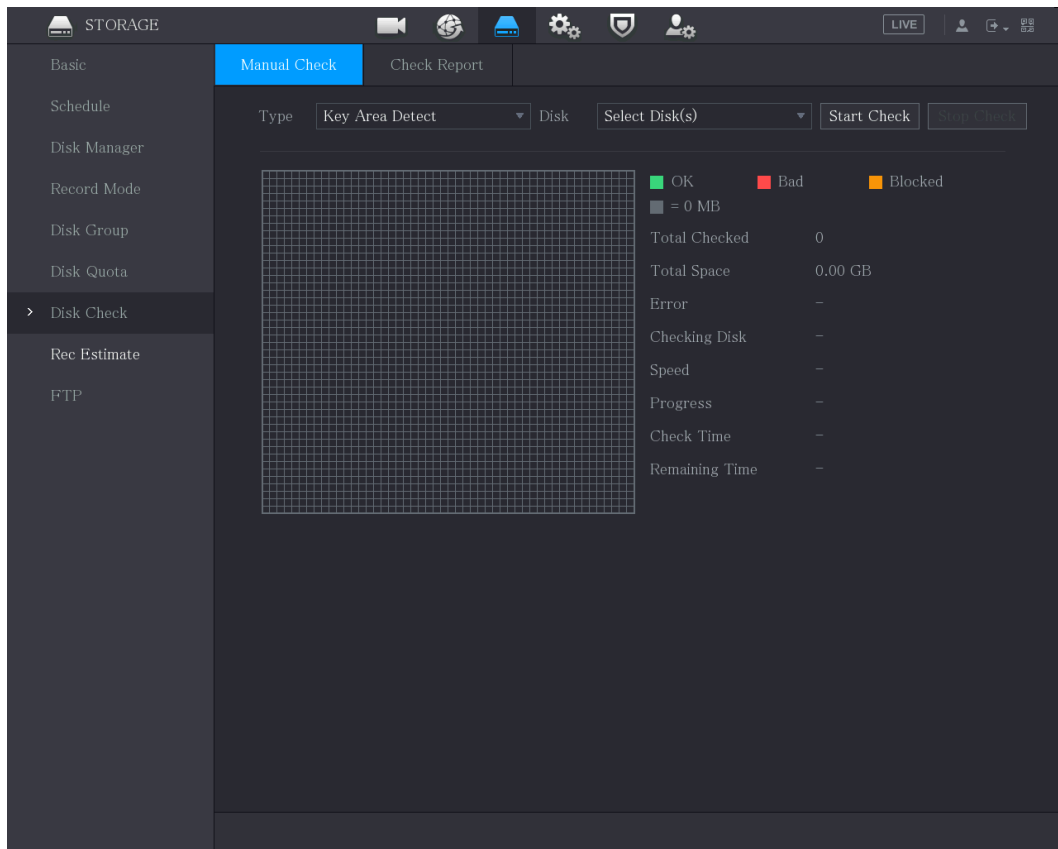 STORAGE
LIVE
Basic
Manual Check
Check Report
Schedule
Type
Key Area Detect
Disk
Select Disk(s)
Start Check
Stop Check
Disk Manager
Record Mode
OK
Bad
Blocked
= 0 MB
Disk Group
Total Checked
0
Disk Quota
Total Space
0.00 GB
Error
-
Disk Check
Checking Disk
-
Rec Estimate
Speed
-
FTP
Progress
-
Check Time
-
Remaining Time
-